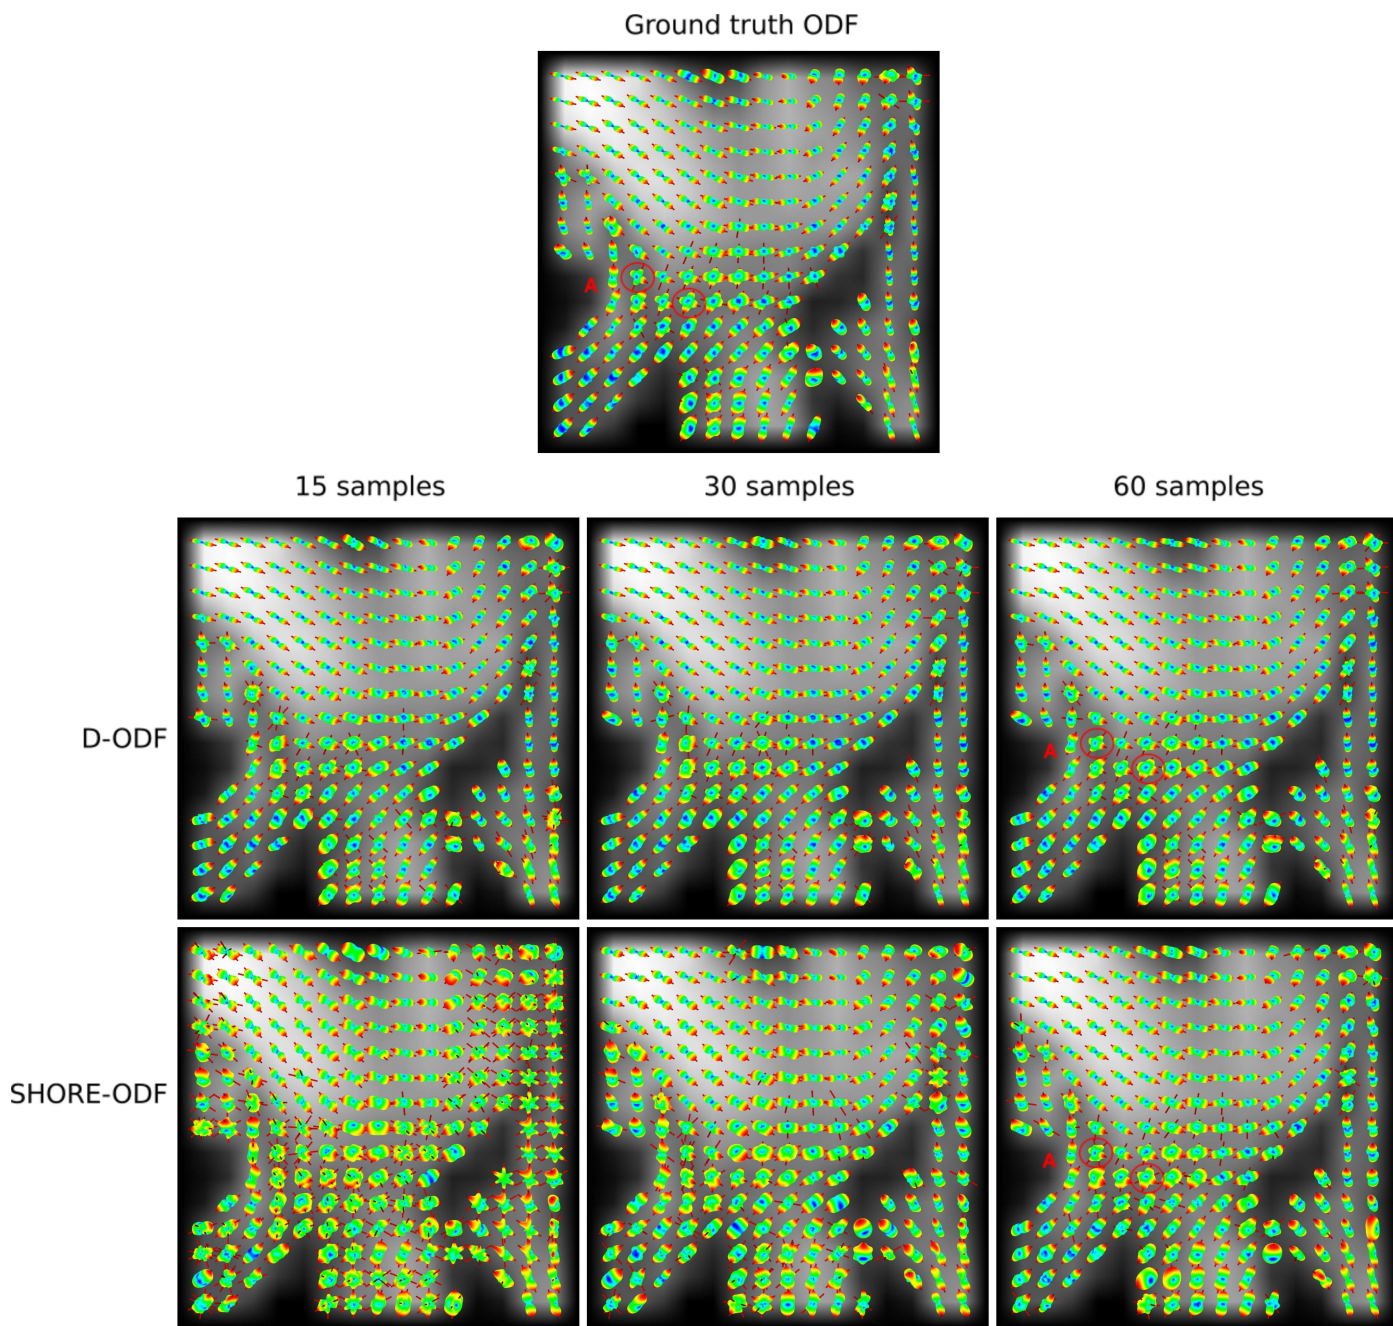 Ground truth ODF
A
15 samples
30 samples
60 samples
D-ODF
A
SHORE-ODF
A